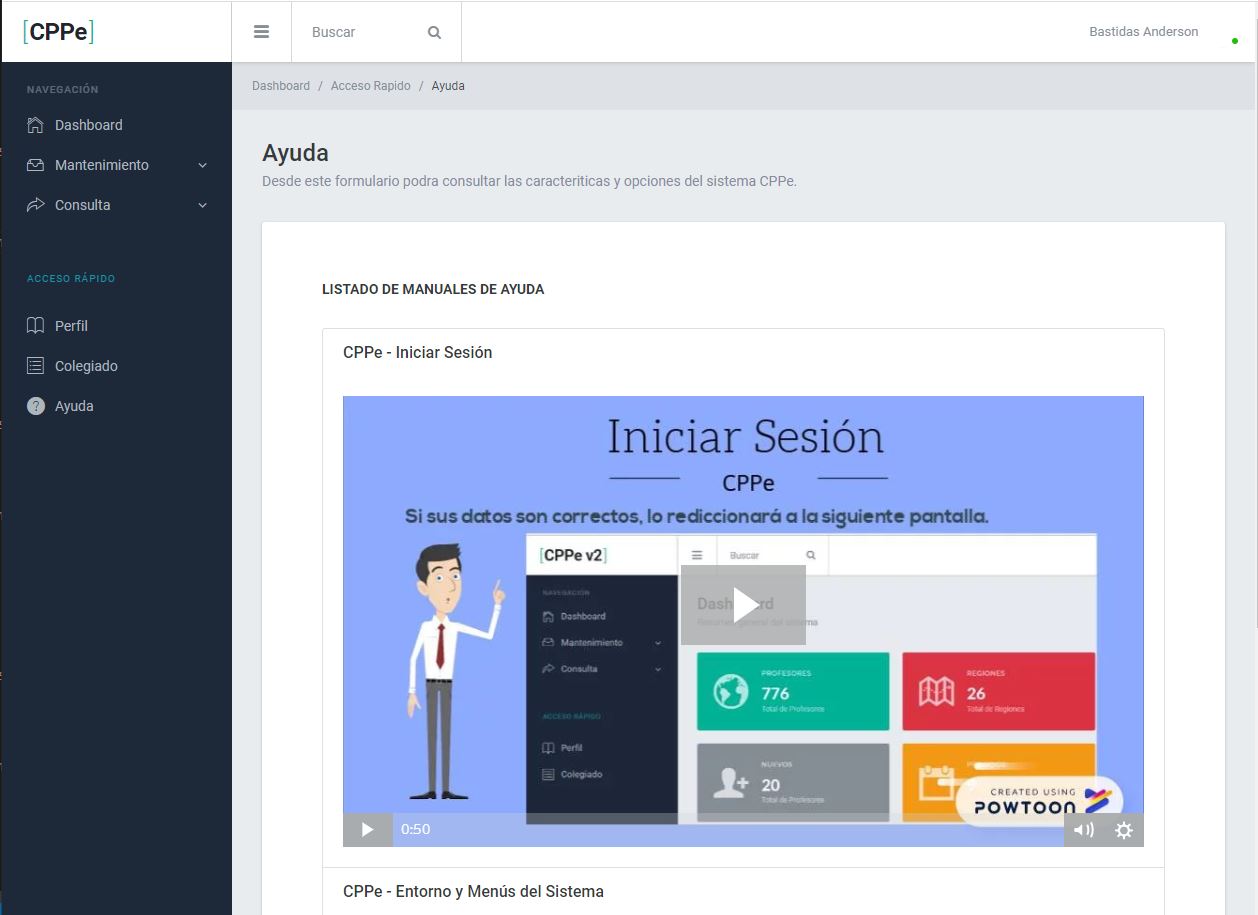 [CPPe]
Buscar
Bastidas Anderson
Dashboard / Acceso Rapido / Ayuda
NAVEGACIÓN
Dashboard
Mantenimiento
Consulta
ACCESO RÁPIDO
Perfil
Colegiado
Ayuda
Ayuda
Desde este formulario podra consultar las caracteriticas y opciones del sistema CPPe.
LISTADO DE MANUALES DE AYUDA
CPPe - Iniciar Sesión
Iniciar Sesión
CPPe
Si sus datos son correctos, lo rediccionará a la siguiente pantalla.
[CPPe v2]
Buscar
NAVEGACIÓN
Dashboard
Mantenimiento
Consulta
ACCESO RÁPIDO
Perfil
Colegiado
Dashboard
Resumen general del sistema
PROFESORES
776
Total de Profesores
REGIONES
26
Total de Regiones
NUEVOS
20
Total de Profesores
CREATED USING
POWTOON
0:50
CPPe - Entorno y Menús del Sistema